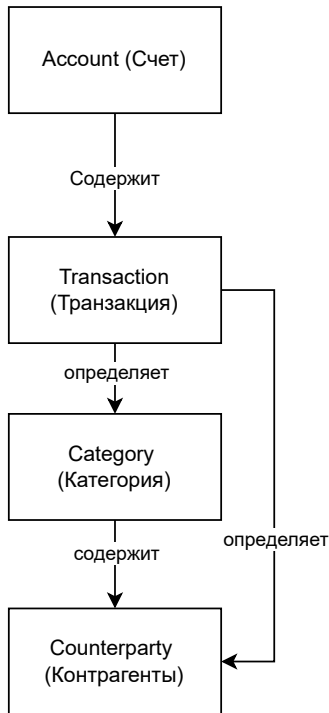 Account (Счет)
Содержит
Transaction
(Транзакция)
определяет
Category
(Категория)
содержит
определяет
Counterparty
(Контрагенты)